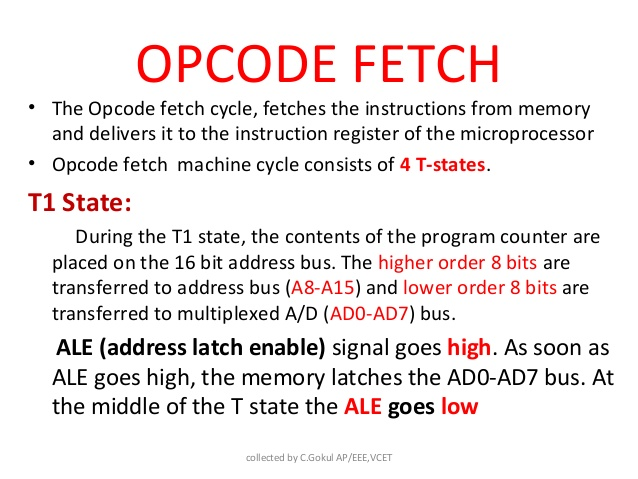 OPCODE FETCH
• The Opcode fetch cycle, fetches the instructions from memory
and delivers it to the instruction register of the microprocessor
• Opcode fetch machine cycle consists of 4 T-states.
T1 State:
During the T1 state, the contents of the program counter are
placed on the 16 bit address bus. The higher order 8 bits are
transferred to address bus (A8-A15) and lower order 8 bits are
transferred to multiplexed A/D (AD0-AD7) bus.
ALE (address latch enable) signal goes high. As soon as
ALE goes high, the memory latches the AD0-AD7 bus. At
the middle of the T state the ALE goes low
collected by C.Gokul AP/EEE,VCET